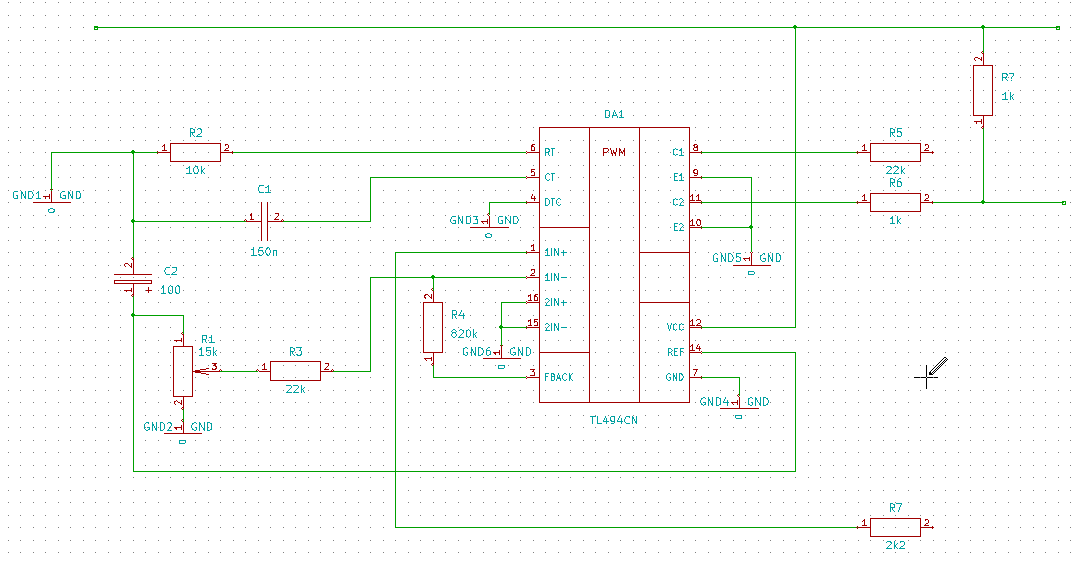 R?
1k
2
1
DA1
R2
1 2
10k
GND1 1 GND
0
C1
1 2
150n
2
C2
1 +
100
R1
15k
1
3
2
GND2 1 GND
0
R3
1 2
22k
R4
820k
2
1
PWM
6 RT
5 CT
4 DTC
GND3 1 GND
0
1 1IN+
2 1IN-
16 2IN+
15 2IN-
GND6 1 GND
0
3 FBACK
C1 8
E1 9
C2 11
E2 10
GND5 1 GND
0
VCC 12
REF 14
GND 7
GND4 1 GND
0
TL494CN
R5
1 2
22k
R6
1 2
1k
R7
1 2
2k2